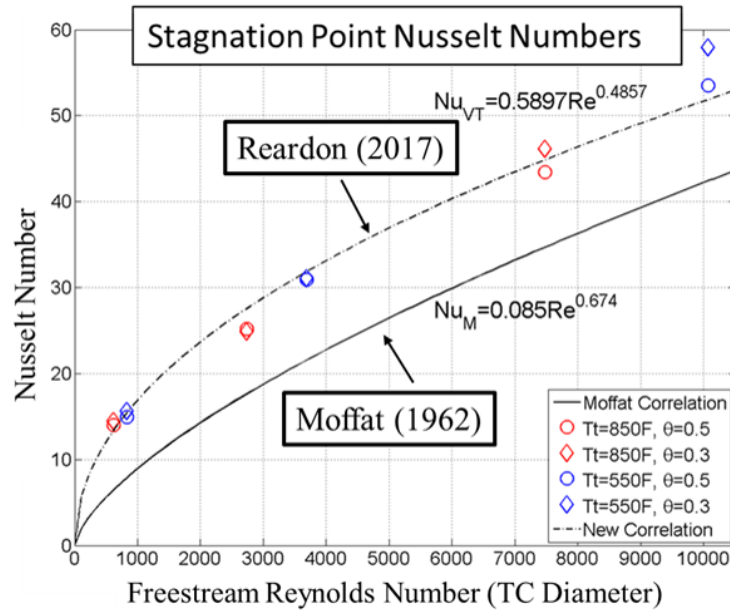 Stagnation Point Nusselt Numbers
60
50
40
30
20
10
0
Nusselt Number
Nu_VT=0.5897Re^0.4857
Reardon (2017)
Nu_M=0.085Re^0.674
Moffat (1962)
Moffat Correlation
Tt=850F, θ=0.5
Tt=850F, θ=0.3
Tt=550F, θ=0.5
Tt=550F, θ=0.3
New Correlation
0 1000 2000 3000 4000 5000 6000 7000 8000 9000 10000
Freestream Reynolds Number (TC Diameter)